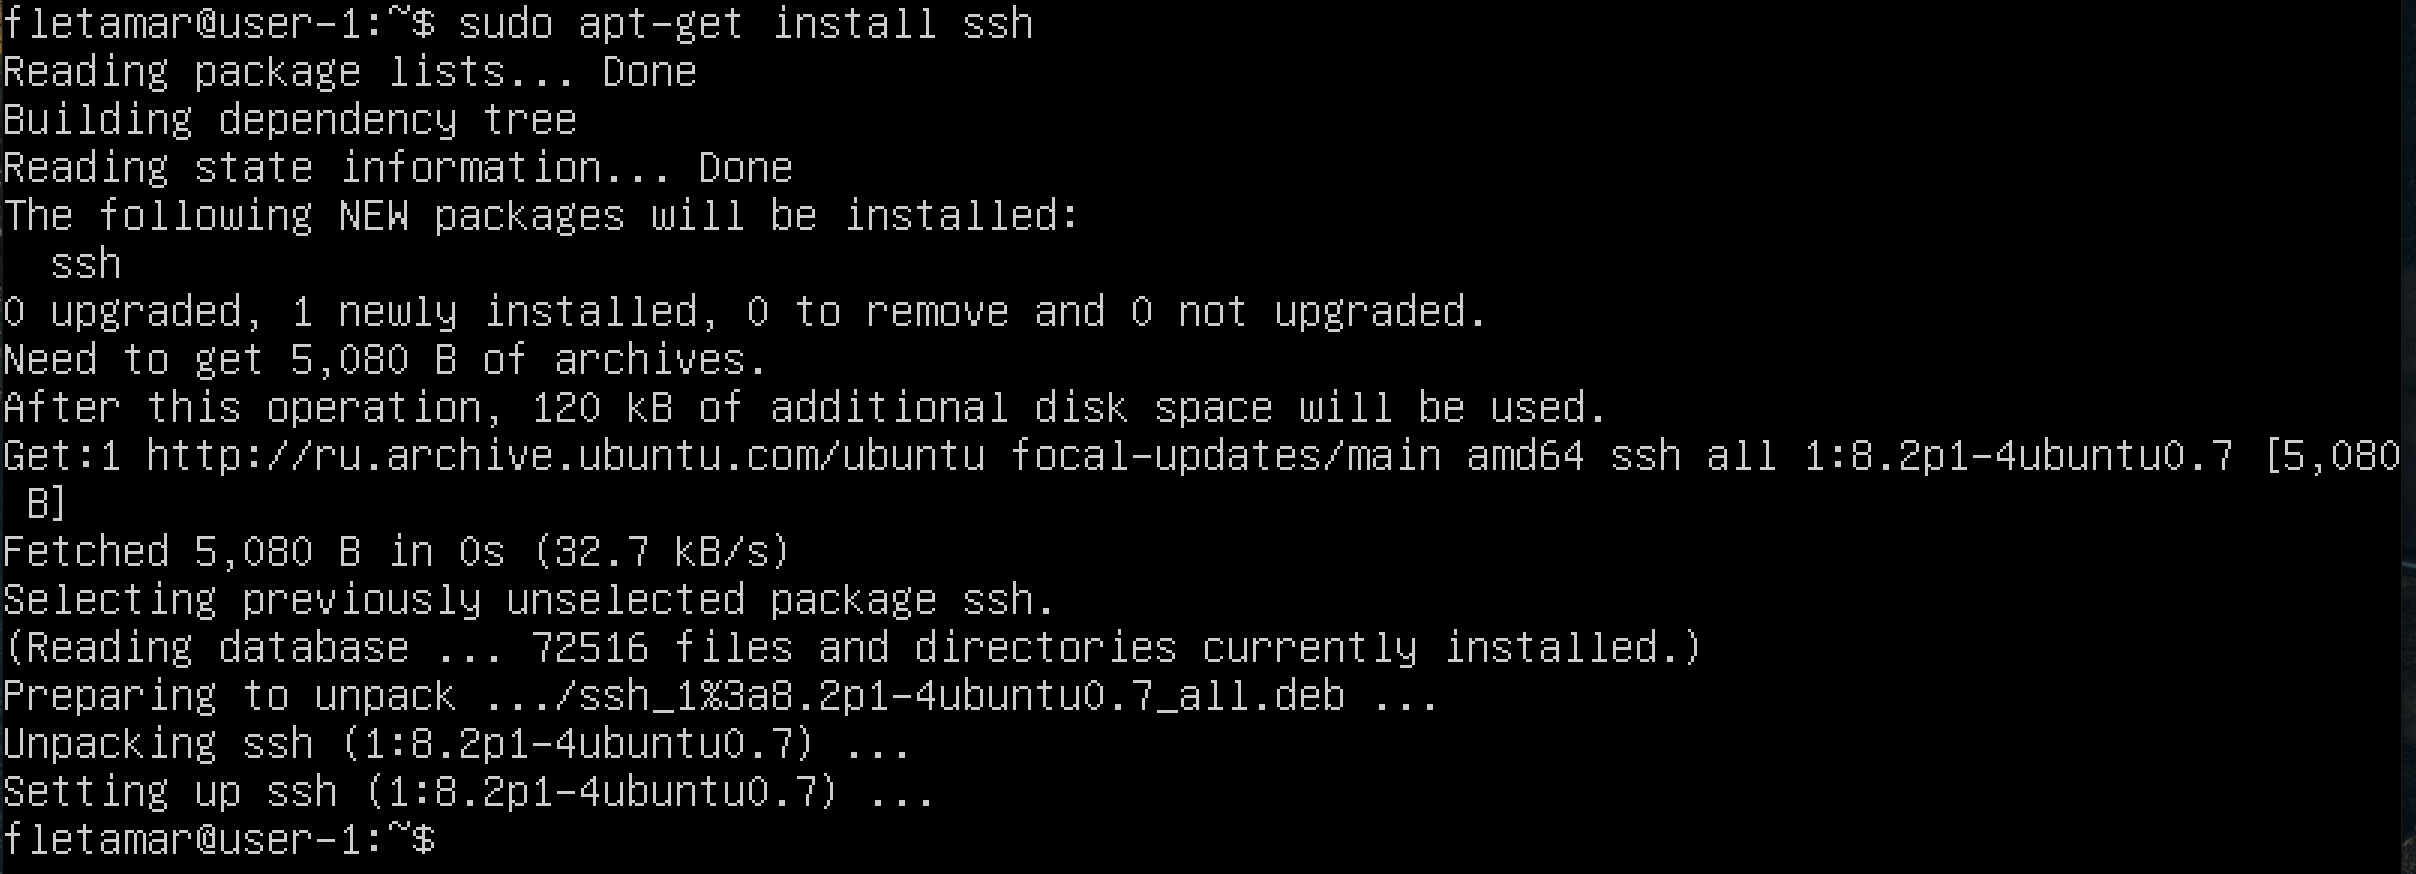 fletamar@user-1:~$ sudo apt-get install ssh
Reading package lists... Done
Building dependency tree
Reading state information... Done
The following NEW packages will be installed:
  ssh
0 upgraded, 1 newly installed, 0 to remove and 0 not upgraded.
Need to get 5,080 B of archives.
After this operation, 120 kB of additional disk space will be used.
Get:1 http://ru.archive.ubuntu.com/ubuntu focal-updates/main amd64 ssh all 1:8.2p1-4ubuntu0.7 [5,080
 B]
Fetched 5,080 B in 0s (32.7 kB/s)
Selecting previously unselected package ssh.
(Reading database ... 72516 files and directories currently installed.)
Preparing to unpack .../ssh_1%3a8.2p1-4ubuntu0.7_all.deb ...
Unpacking ssh (1:8.2p1-4ubuntu0.7) ...
Setting up ssh (1:8.2p1-4ubuntu0.7) ...
fletamar@user-1:~$